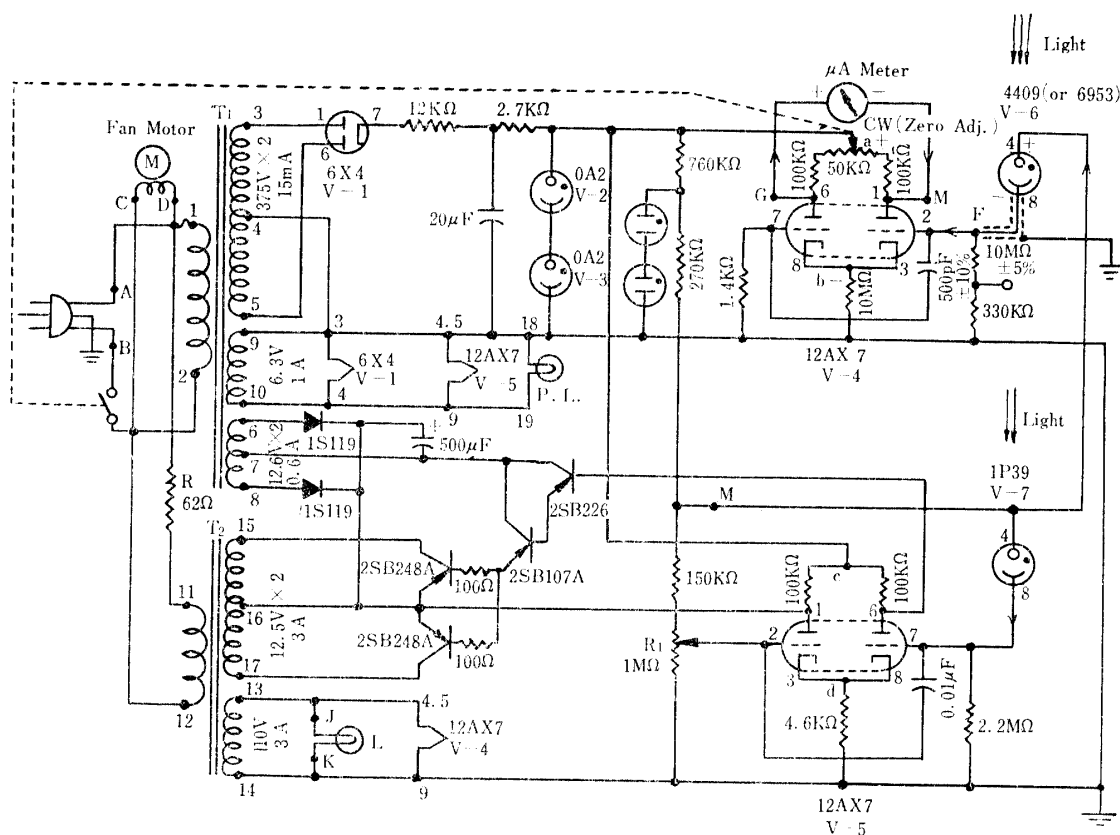 Light
μA Meter
4409(or 6953)
V-6
Fan Motor
M
C
D
T1
3
1
7
12KΩ
2.7KΩ
CW(Zero Adj.)
4
+
6
6X4
V-1
375V×2
15mA
4
5
20μF
0A2
V-2
0A2
V-3
760KΩ
270KΩ
100KΩ
50KΩ
a
100KΩ
G
6
1
M
7
2
F
8
8
3
b
10MΩ
1.4KΩ
500pF
±10%
10MΩ
±5%
330KΩ
12AX7
V-4
1
A
B
2
9
6.3V
1A
10
3
6X4
V-1
4
4.5
12AX7
V-5
9
18
P.L.
19
6
12.6V×2
0.6A
7
8
1S119
1S119
+
500μF
2SB226
M
Light
1P39
V-7
4
8
R
62Ω
T2
15
12.5V×2
3A
16
17
11
12
2SB248A
100Ω
2SB107A
2SB248A
100Ω
150KΩ
R1
1MΩ
100KΩ
c
100KΩ
1
6
2
7
3
8
d
4.6KΩ
0.01μF
2.2MΩ
13
110V
3A
14
J
L
K
4.5
12AX7
V-4
9
12AX7
V-5